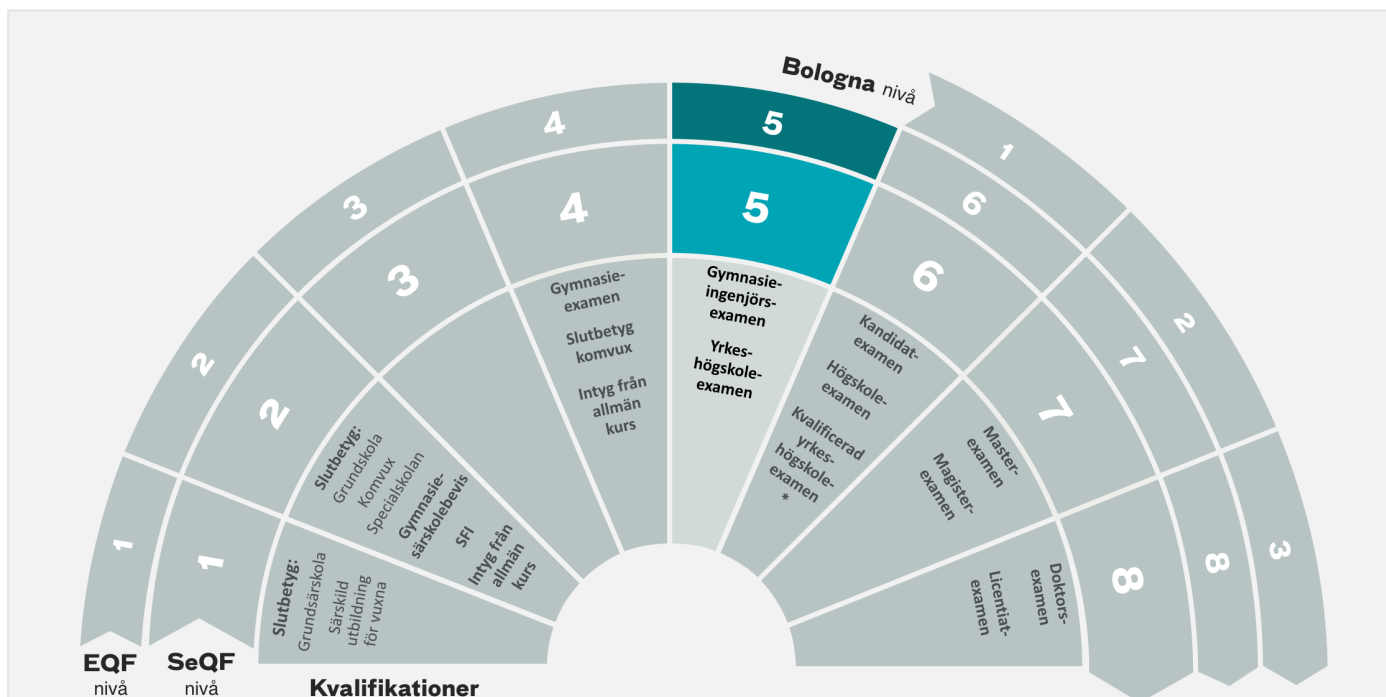 Bologna nivå
1
2
3
1
2
3
4
5
6
7
8
1
2
3
4
5
6
7
8
Slutbetyg:
Grundsärskola
Särskild
utbildning
för vuxna
Slutbetyg:
Grundskola
Komvux
Specialskolan
Gymnasie-
särskolebevis
SFI
Intyg från
allmän
kurs
Gymnasie-
examen
Slutbetyg
komvux
Intyg från
allmän
kurs
Gymnasie-
ingenjörs-
examen
Yrkes-
högskole-
examen
Kandidat-
examen
Högskole-
examen
Kvalificerad
yrkes-
högskole-
examen
*
Master-
examen
Magister-
examen
Doktors-
examen
Licentiat-
examen
EQF
nivå
SeQF
nivå
Kvalifikationer